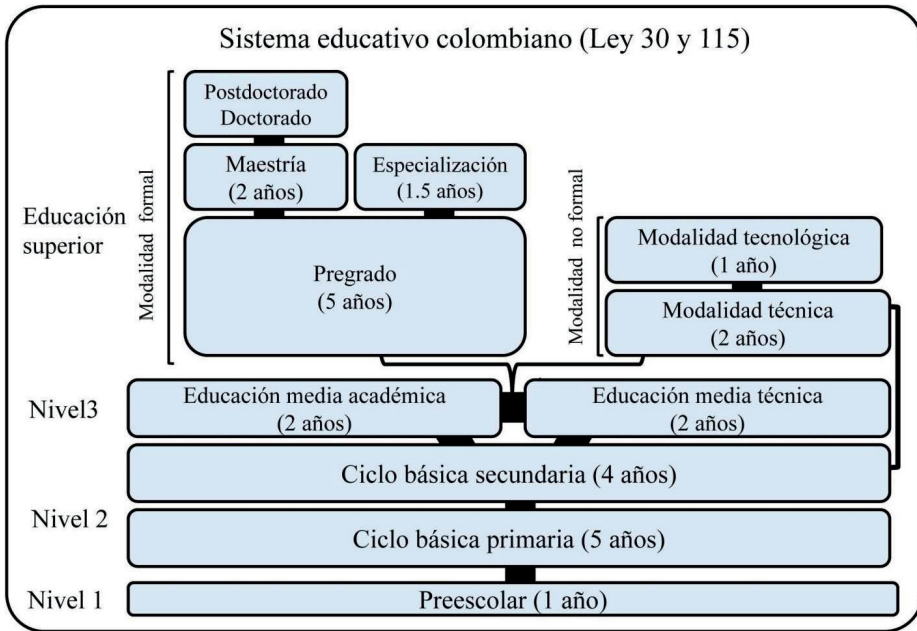 Sistema educativo colombiano (Ley 30 y 115)
Postdoctorado
Doctorado
Maestría
(2 años)
Especialización
(1.5 años)
Educación
superior
Modalidad formal
Pregrado
(5 años)
Modalidad no formal
Modalidad tecnológica
(1 año)
Modalidad técnica
(2 años)
Nivel3
Educación media académica
(2 años)
Educación media técnica
(2 años)
Ciclo básica secundaria (4 años)
Nivel 2
Ciclo básica primaria (5 años)
Nivel 1
Preescolar (1 año)